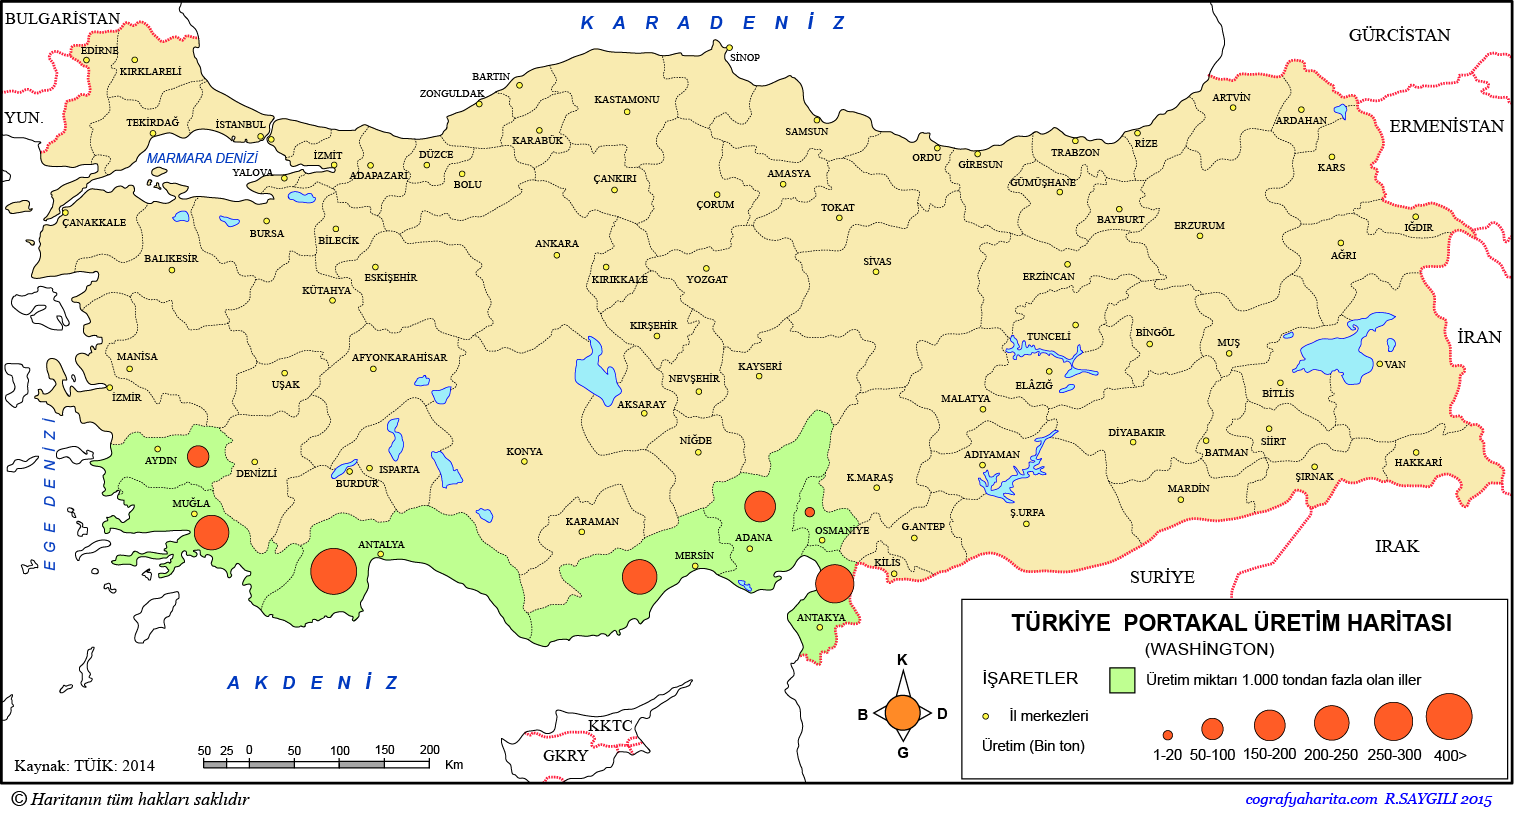 BULGARİSTAN
K A R A D E N İ Z
GÜRCİSTAN
EDİRNE
KIRKLARELİ
SİNOP
BARTIN
ZONGULDAK
KASTAMONU
ARTVİN
ARDAHAN
YUN.
TEKİRDAĞ
İSTANBUL
KARABÜK
SAMSUN
ERMENİSTAN
MARMARA DENİZİ
İZMİT
DÜZCE
ORDU
GİRESUN
TRABZON
RİZE
KARS
YALOVA
ADAPAZARI
BOLU
ÇANKIRI
AMASYA
GÜMÜŞHANE
ÇANAKKALE
BURSA
BİLECİK
ÇORUM
TOKAT
BAYBURT
ERZURUM
IĞDIR
BALIKESİR
ESKİŞEHİR
ANKARA
KIRIKKALE
YOZGAT
SİVAS
ERZİNCAN
AĞRI
KÜTAHYA
KIRŞEHİR
TUNCELİ
BİNGÖL
MUŞ
İRAN
MANİSA
UŞAK
AFYONKARAHİSAR
NEVŞEHİR
KAYSERİ
ELÂZIĞ
BİTLİS
VAN
İZMİR
AKSARAY
MALATYA
EGE DENİZİ
AYDIN
DENİZLİ
BURDUR
ISPARTA
KONYA
NİĞDE
ADIYAMAN
DİYABAKIR
BATMAN
SİİRT
ŞIRNAK
HAKKARİ
MUĞLA
K.MARAŞ
MARDİN
ANTALYA
KARAMAN
MERSİN
ADANA
OSMANİYE
G.ANTEP
Ş.URFA
KİLİS
SURİYE
IRAK
ANTAKYA
A K D E N İ Z
KKTC
GKRY
K
B
D
G
TÜRKİYE PORTAKAL ÜRETİM HARİTASI
(WASHİNGTON)
İŞARETLER
Üretim miktarı 1.000 tondan fazla olan iller
İl merkezleri
Üretim (Bin ton)
1-20 50-100 150-200 200-250 250-300 400>
50 25 0 50 100 150 200
Km
Kaynak: TÜİK: 2014
© Haritanın tüm hakları saklıdır
cografyaharita.com R.SAYGILI 2015